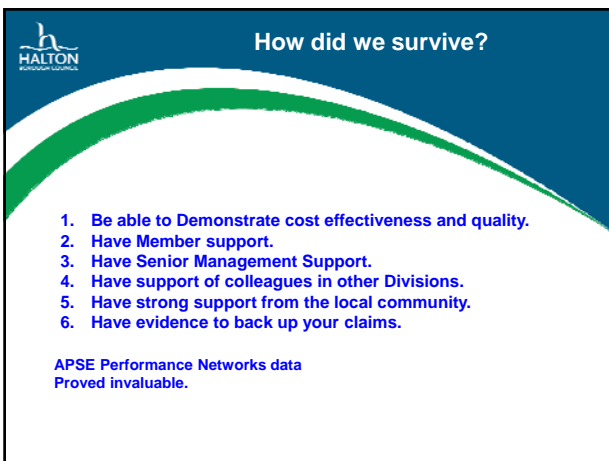 How did we survive?
HALTON
BOROUGH COUNCIL
1. Be able to Demonstrate cost effectiveness and quality.
2. Have Member support.
3. Have Senior Management Support.
4. Have support of colleagues in other Divisions.
5. Have strong support from the local community.
6. Have evidence to back up your claims.
APSE Performance Networks data
Proved invaluable.